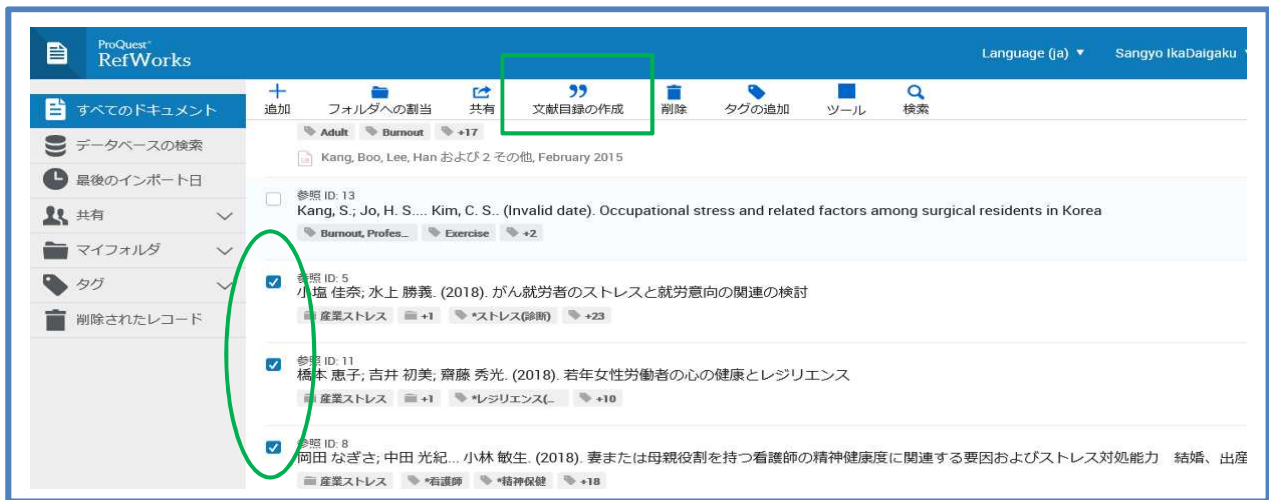 ProQuest
RefWorks
Language (ja) ▼ Sangyo IkaDaigaku
すべてのドキュメント
データベースの検索
最後のインポート日
共有
マイフォルダ
タグ
削除されたレコード
追加 フォルダへの割当 共有 文献目録の作成 削除 タグの追加 ツール 検索
Adult Burnout +17
Kang, Boo, Lee, Han および 2 その他, February 2015
参照 ID: 13
Kang, S.; Jo, H. S.... Kim, C. S.. (Invalid date). Occupational stress and related factors among surgical residents in Korea
Burnout, Profes... Exercise +2
参照 ID: 5
小塩 佳奈; 水上 勝義. (2018). がん就労者のストレスと就労意向の関連の検討
産業ストレス +1 *ストレス(診断) +23
参照 ID: 11
橋本 恵子; 吉井 初美; 齋藤 秀光. (2018). 若年女性労働者の心の健康とレジリエンス
産業ストレス +1 *レジリエンス(... +10
参照 ID: 8
岡田 なぎさ; 中田 光紀... 小林 敏生. (2018). 妻または母親役割を持つ看護師の精神健康度に関連する要因およびストレス対処能力 結婚、出産
産業ストレス *看護師 *精神保健 +18